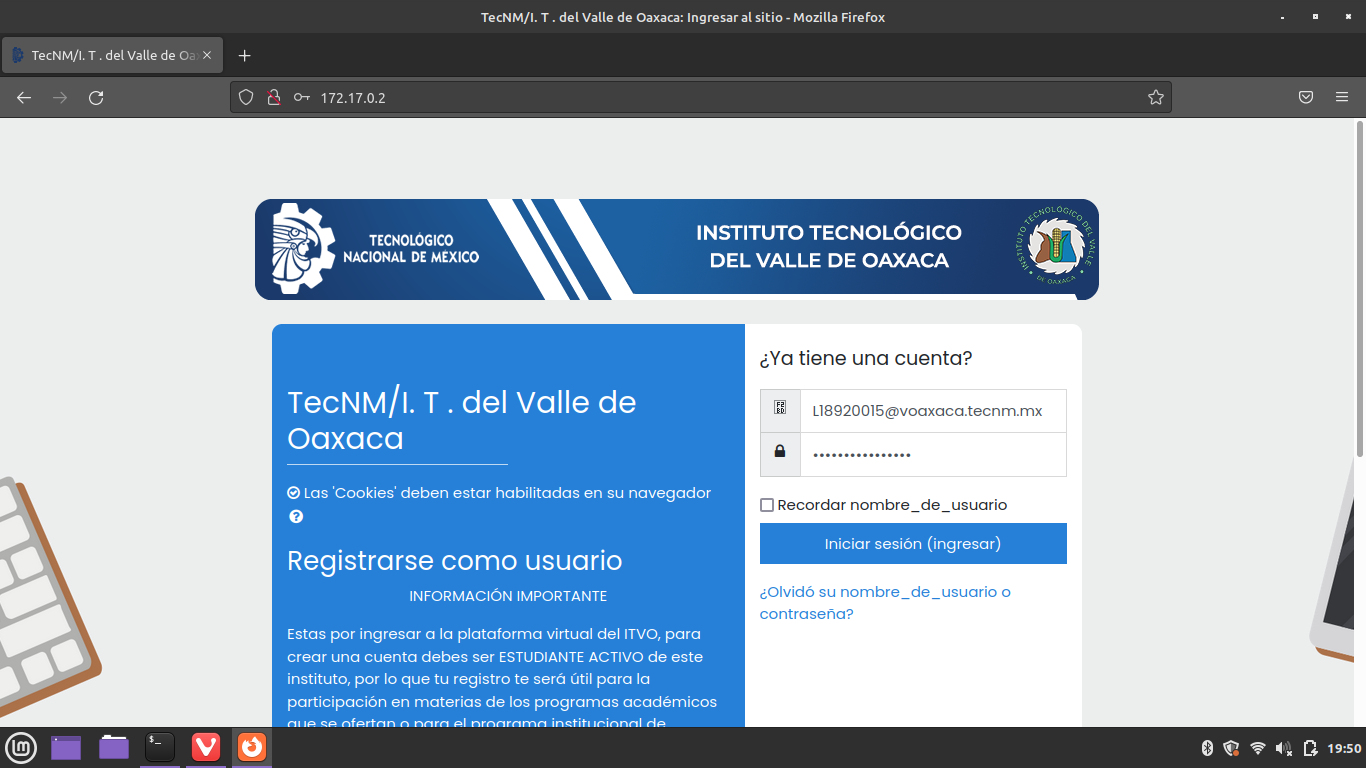 TecNM/I. T . del Valle de Oaxaca: Ingresar al sitio - Mozilla Firefox
TecNM/I. T . del Valle de Oa
172.17.0.2
TECNOLÓGICO
NACIONAL DE MÉXICO
INSTITUTO TECNOLÓGICO
DEL VALLE DE OAXACA
INSTITUTO TECNOLÓGICO DEL VALLE
DE OAXACA
TecNM/I. T . del Valle de
Oaxaca
Las 'Cookies' deben estar habilitadas en su navegador
Registrarse como usuario
INFORMACIÓN IMPORTANTE
Estas por ingresar a la plataforma virtual del ITVO, para
crear una cuenta debes ser ESTUDIANTE ACTIVO de este
instituto, por lo que tu registro te será útil para la
participación en materias de los programas académicos
que se ofertan o para el programa institucional de
¿Ya tiene una cuenta?
L18920015@voaxaca.tecnm.mx
••••••••••••••••
Recordar nombre_de_usuario
Iniciar sesión (ingresar)
¿Olvidó su nombre_de_usuario o
contraseña?
$_
19:50